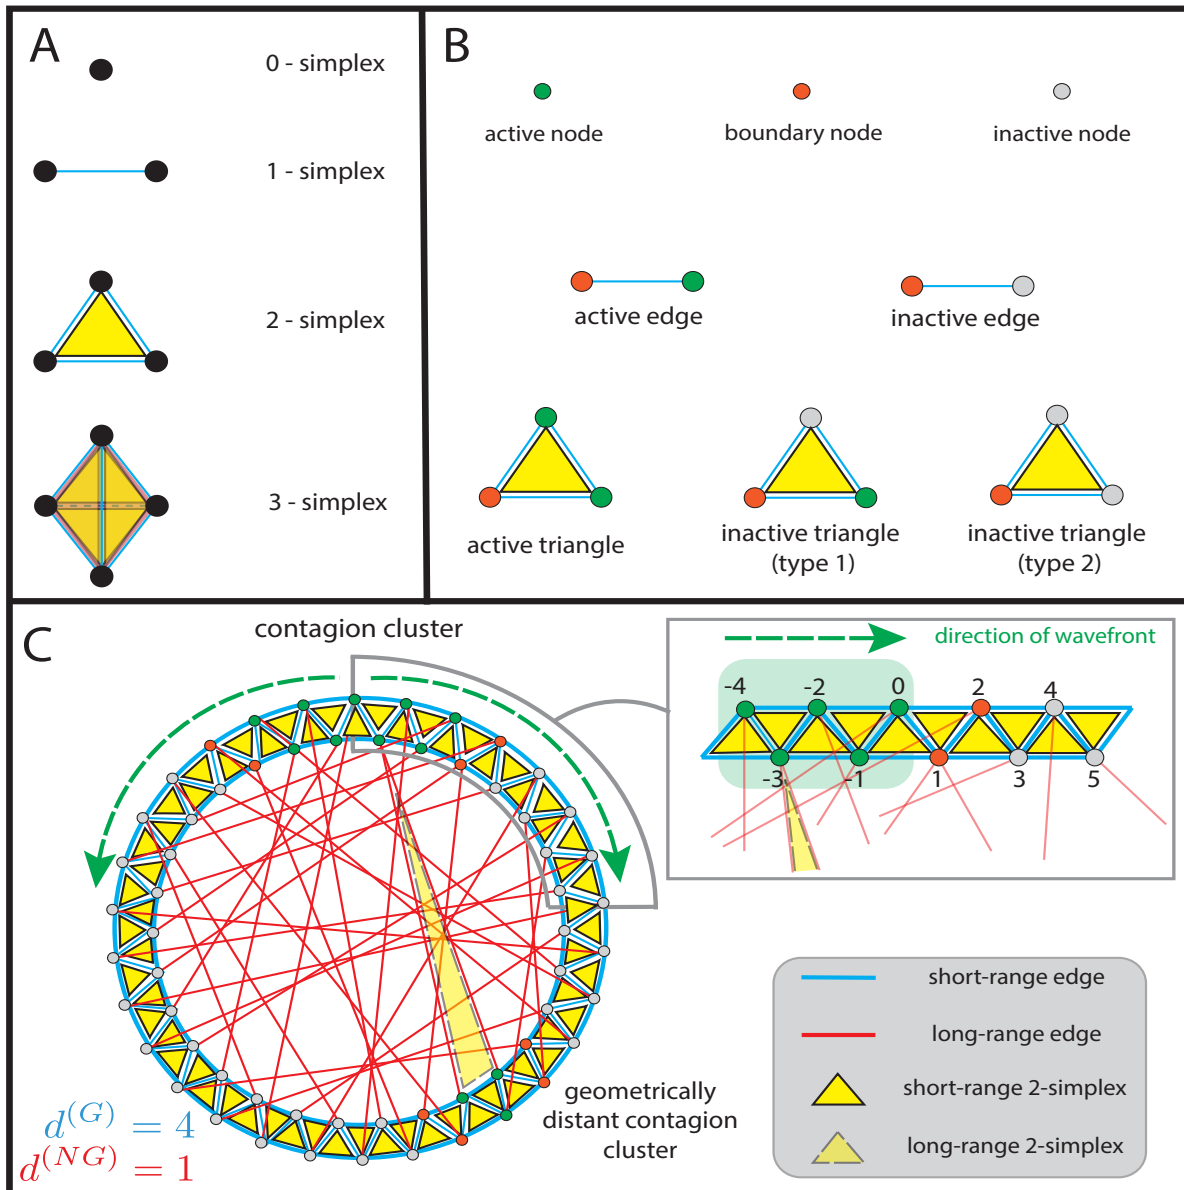 A
0 - simplex
1 - simplex
2 - simplex
3 - simplex
B
active node
boundary node
inactive node
active edge
inactive edge
active triangle
inactive triangle
(type 1)
inactive triangle
(type 2)
C
contagion cluster
direction of wavefront
-4
-2
0
2
4
-3
-1
1
3
5
geometrically
distant contagion
cluster
d^(G) = 4
d^(NG) = 1
short-range edge
long-range edge
short-range 2-simplex
long-range 2-simplex